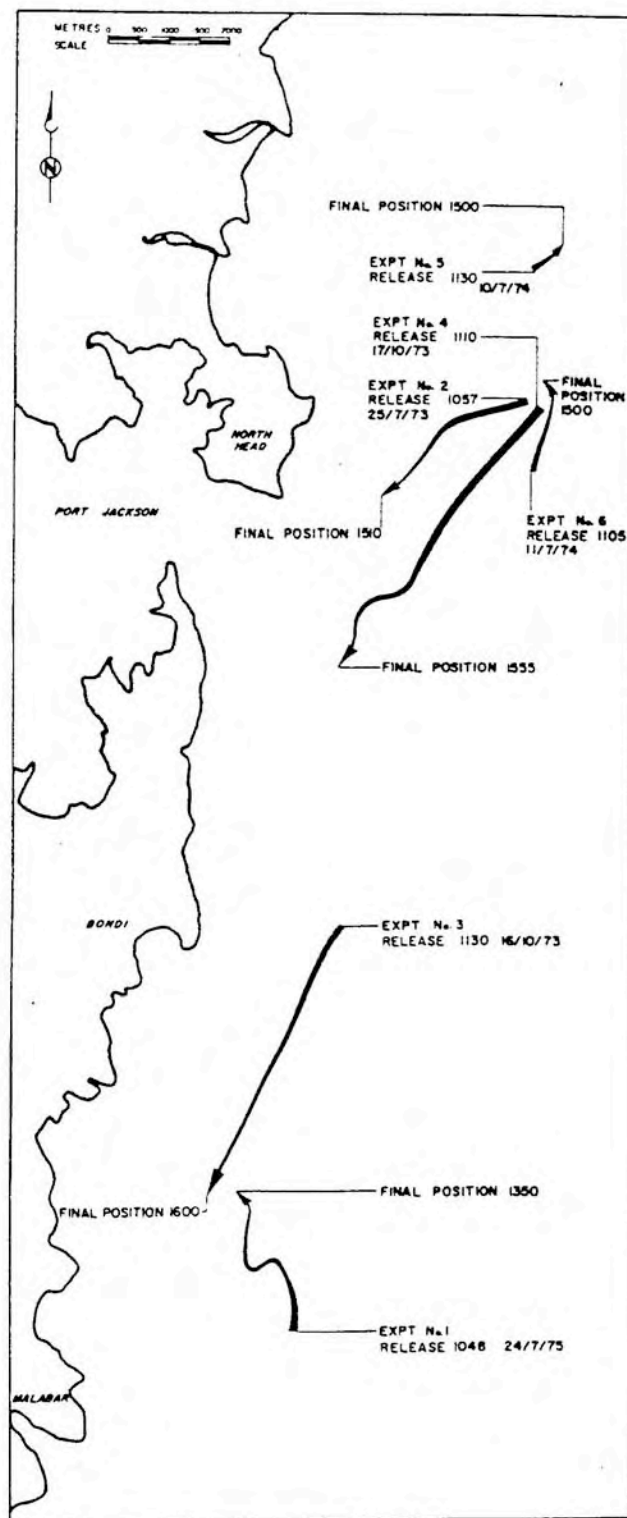 METRES
SCALE
0 500 1000 500 2000
N
FINAL POSITION 1500
EXPT No. 5
RELEASE 1130
10/7/74
EXPT No. 4
RELEASE 1110
17/10/73
EXPT No. 2
RELEASE 1057
25/7/73
FINAL
POSITION
1500
NORTH
HEAD
PORT JACKSON
FINAL POSITION 1510
EXPT No. 6
RELEASE 1105
11/7/74
FINAL POSITION 1555
BONDI
EXPT No. 3
RELEASE 1130 16/10/73
FINAL POSITION 1350
FINAL POSITION 1600
EXPT No. 1
RELEASE 1046 24/7/75
MALABAR